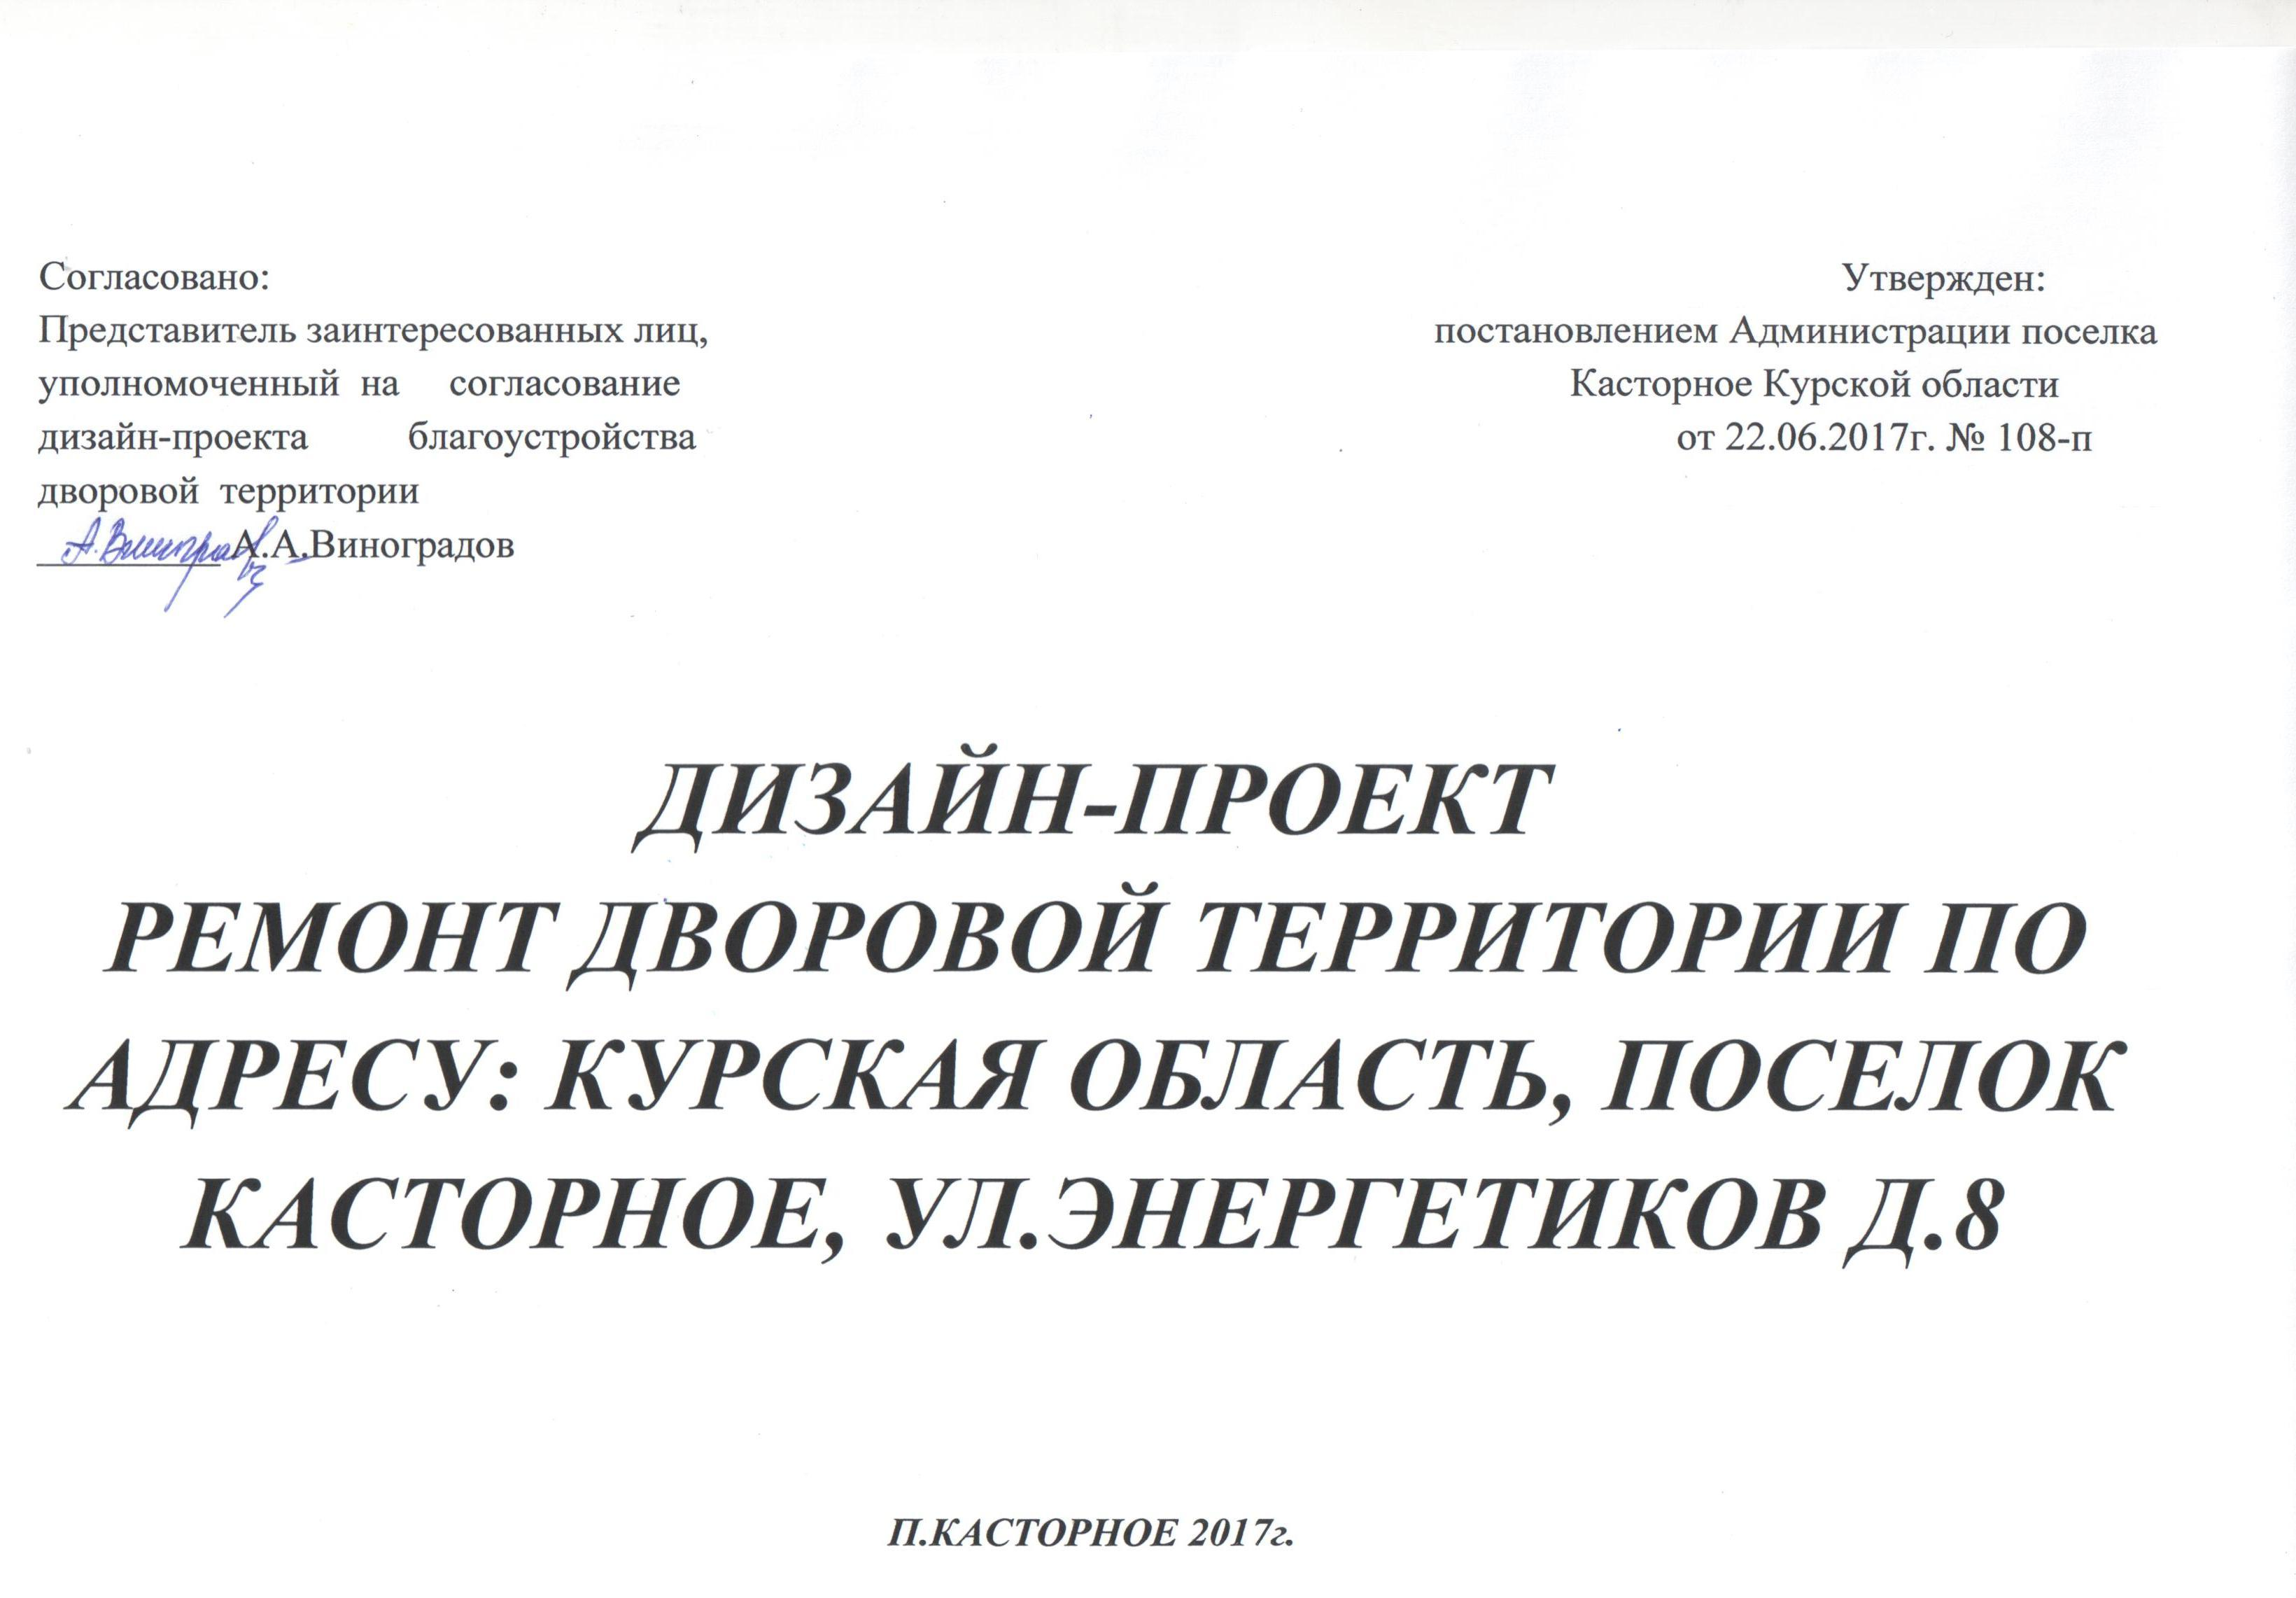 Согласовано:
Представитель заинтересованных лиц,
уполномоченный на согласование
дизайн-проекта благоустройства
дворовой территории
А.Виноградов А.А.Виноградов
Утвержден:
постановлением Администрации поселка
Касторное Курской области
от 22.06.2017г. № 108-п
ДИЗАЙН-ПРОЕКТ
РЕМОНТ ДВОРОВОЙ ТЕРРИТОРИИ ПО
АДРЕСУ: КУРСКАЯ ОБЛАСТЬ, ПОСЕЛОК
КАСТОРНОЕ, УЛ.ЭНЕРГЕТИКОВ Д.8
П.КАСТОРНОЕ 2017г.